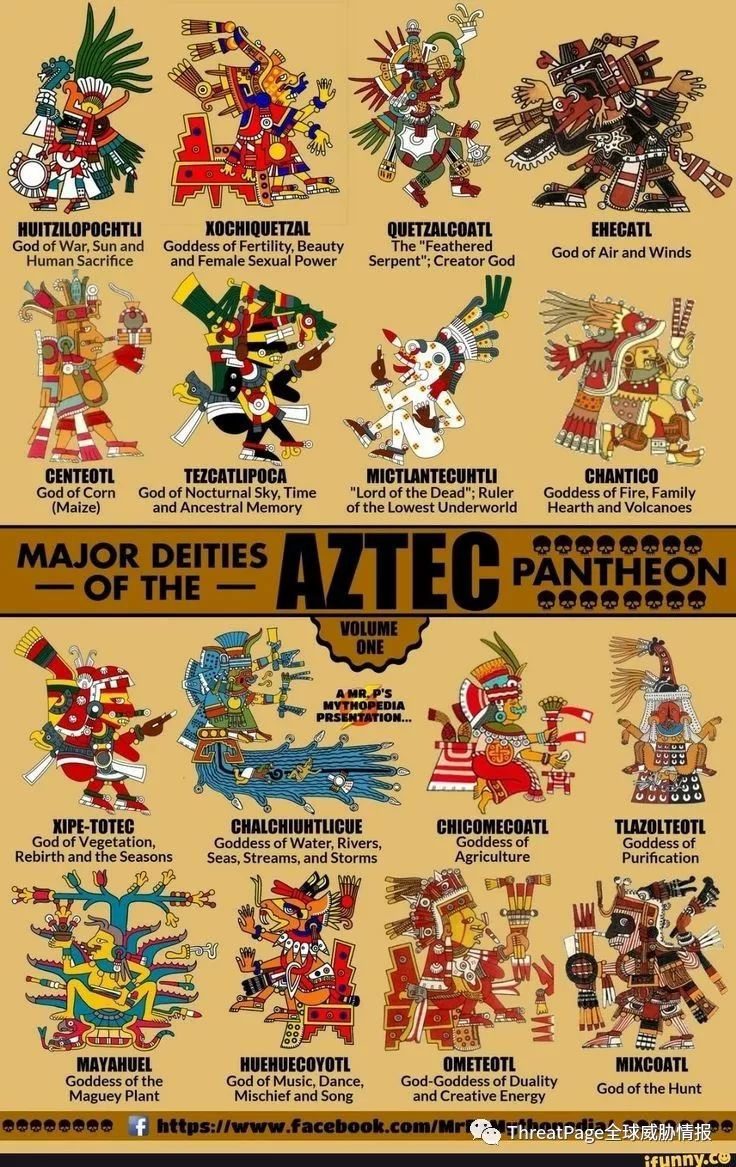 HUITZILOPOCHTLI
God of War, Sun and
Human Sacrifice
XOCHIQUETZAL
Goddess of Fertility, Beauty
and Female Sexual Power
QUETZALCOATL
The "Feathered
Serpent"; Creator God
EHECATL
God of Air and Winds
CENTEOTL
God of Corn
(Maize)
TEZCATLIPOCA
God of Nocturnal Sky, Time
and Ancestral Memory
MICTLANTECUHTLI
"Lord of the Dead"; Ruler
of the Lowest Underworld
CHANTICO
Goddess of Fire, Family
Hearth and Volcanoes
MAJOR DEITIES
— OF THE —
AZTEC
PANTHEON
VOLUME
ONE
A MR. P'S
MYTHOPEDIA
PRSENTATION...
XIPE-TOTEC
God of Vegetation,
Rebirth and the Seasons
CHALCHIUHTLICUE
Goddess of Water, Rivers,
Seas, Streams, and Storms
CHICOMECOATL
Goddess of
Agriculture
TLAZOLTEOTL
Goddess of
Purification
MAYAHUEL
Goddess of the
Maguey Plant
HUEHUECOYOTL
God of Music, Dance,
Mischief and Song
OMETEOTL
God-Goddess of Duality
and Creative Energy
MIXCOATL
God of the Hunt
f https://www.facebook.com/
ThreatPage全球威胁情报
ifunny.co